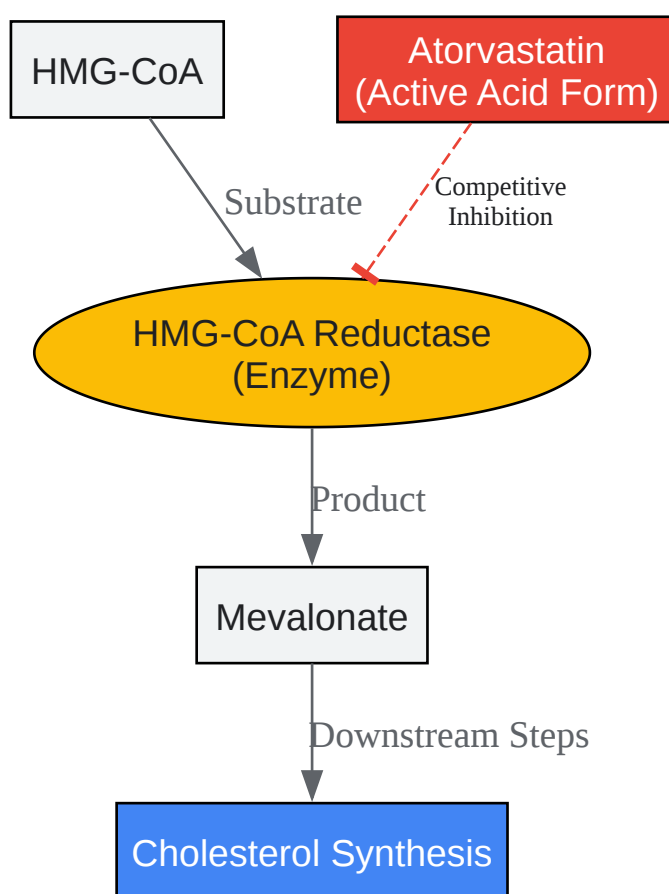 HMG-CoA
Atorvastatin
(Active Acid Form)
Substrate
Competitive
Inhibition
HMG-CoA Reductase
(Enzyme)
Product
Mevalonate
Downstream Steps
Cholesterol Synthesis